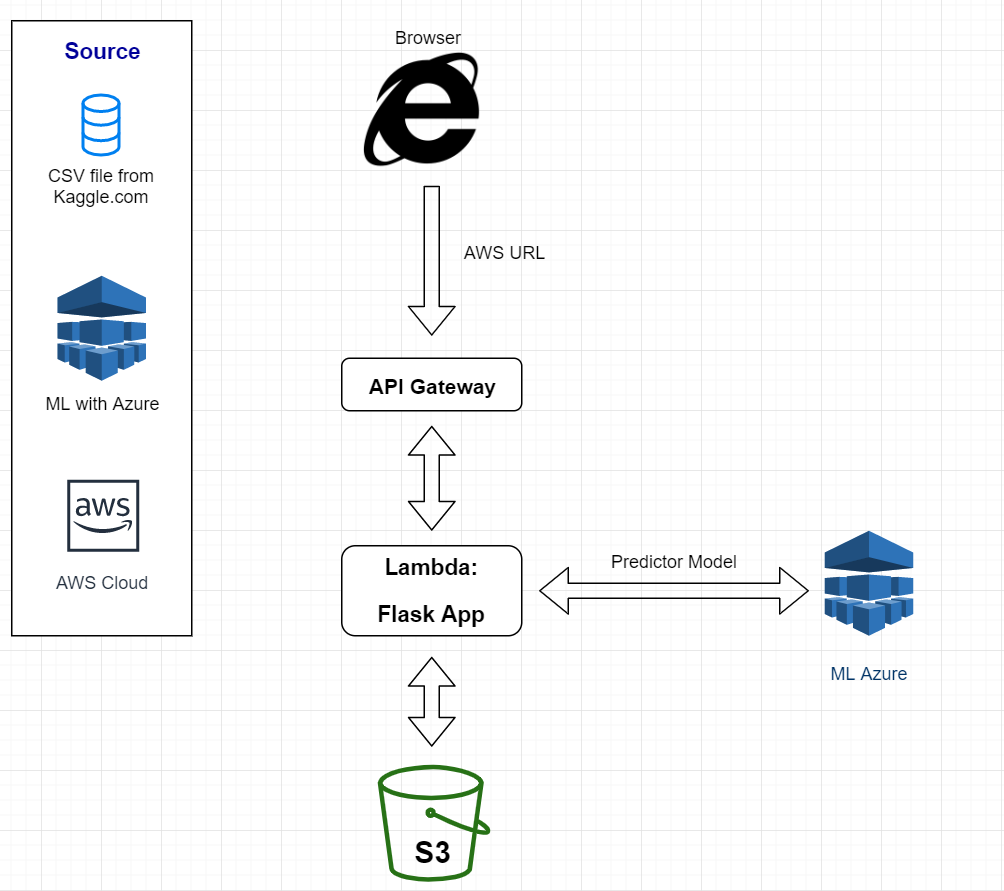 Source
CSV file from
Kaggle.com
ML with Azure
aws
AWS Cloud
Browser
AWS URL
API Gateway
Lambda:
Flask App
Predictor Model
ML Azure
S3